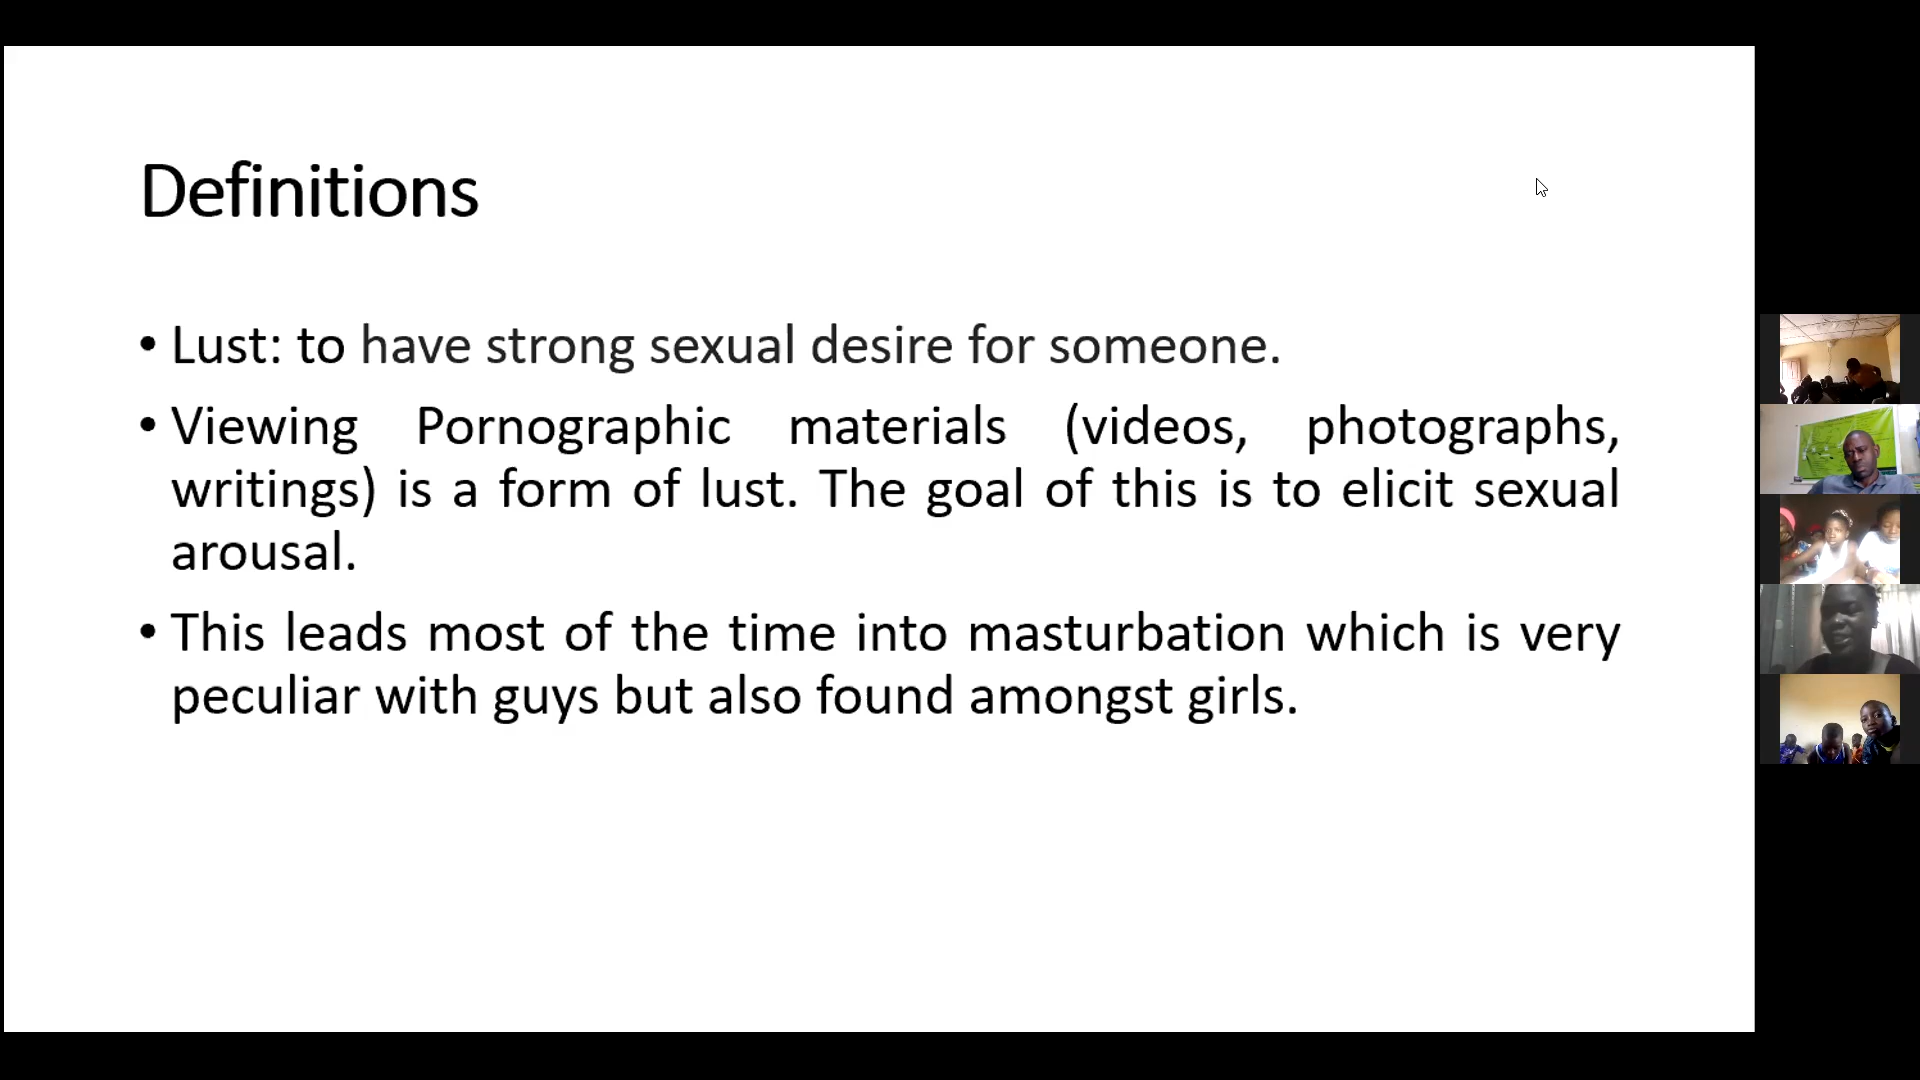 Definitions
• Lust: to have strong sexual desire for someone.
• Viewing Pornographic materials (videos, photographs,
writings) is a form of lust. The goal of this is to elicit sexual
arousal.
• This leads most of the time into masturbation which is very
peculiar with guys but also found amongst girls.